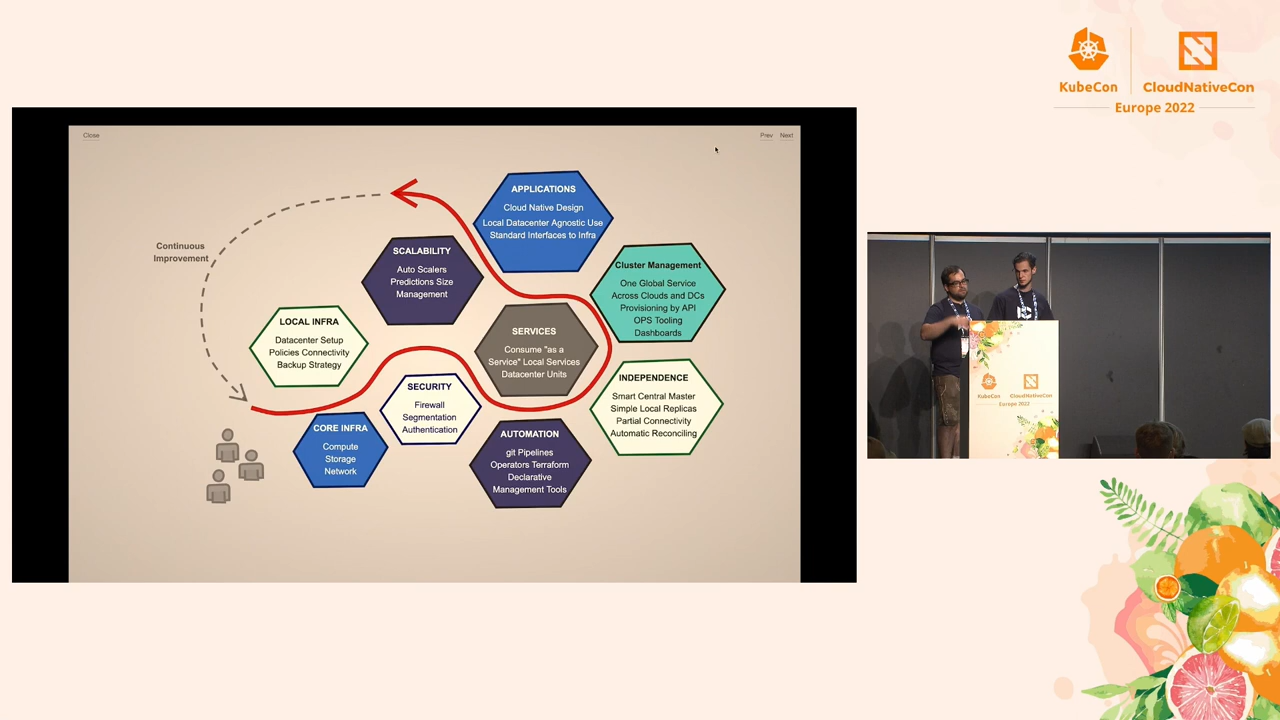 KubeCon
CloudNativeCon
Europe 2022
Close
Prev Next
APPLICATIONS
Cloud Native Design
Local Datacenter Agnostic Use
Standard Interfaces to Infra
Continuous
Improvement
SCALABILITY
Auto Scalers
Predictions Size
Management
Cluster Management
One Global Service
Across Clouds and DCs
Provisioning by API
OPS Tooling
Dashboards
LOCAL INFRA
Datacenter Setup
Policies Connectivity
Backup Strategy
SERVICES
Consume "as a
Service" Local Services
Datacenter Units
SECURITY
Firewall
Segmentation
Authentication
INDEPENDENCE
Smart Central Master
Simple Local Replicas
Partial Connectivity
Automatic Reconciling
CORE INFRA
Compute
Storage
Network
AUTOMATION
git Pipelines
Operators Terraform
Declarative
Management Tools
KubeCon
CloudNativeCon
Europe 2022